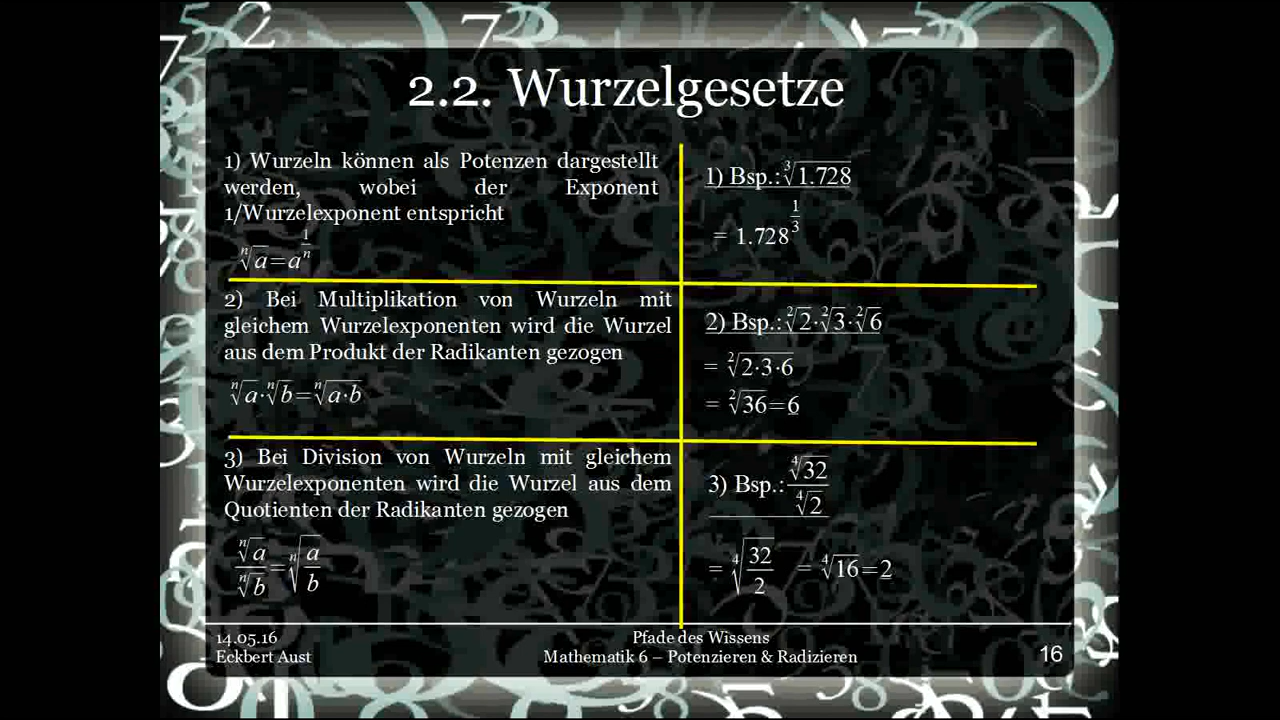 2.2. Wurzelgesetze
1) Wurzeln können als Potenzen dargestellt
werden, wobei der Exponent
1/Wurzelexponent entspricht
ⁿ√a=a^(1/n)
1) Bsp.: ³√1.728
= 1.728^(1/3)
2) Bei Multiplikation von Wurzeln mit
gleichem Wurzelexponenten wird die Wurzel
aus dem Produkt der Radikanten gezogen
ⁿ√a·ⁿ√b=ⁿ√(a·b)
2) Bsp.: ²√2·²√3·²√6
= ²√(2·3·6)
= ²√36=6
3) Bei Division von Wurzeln mit gleichem
Wurzelexponenten wird die Wurzel aus dem
Quotienten der Radikanten gezogen
ⁿ√a/ⁿ√b=ⁿ√(a/b)
3) Bsp.: ⁴√32/⁴√2
= ⁴√(32/2) = ⁴√16=2
14.05.16
Eckbert Aust
Pfade des Wissens
Mathematik 6 – Potenzieren & Radizieren
16